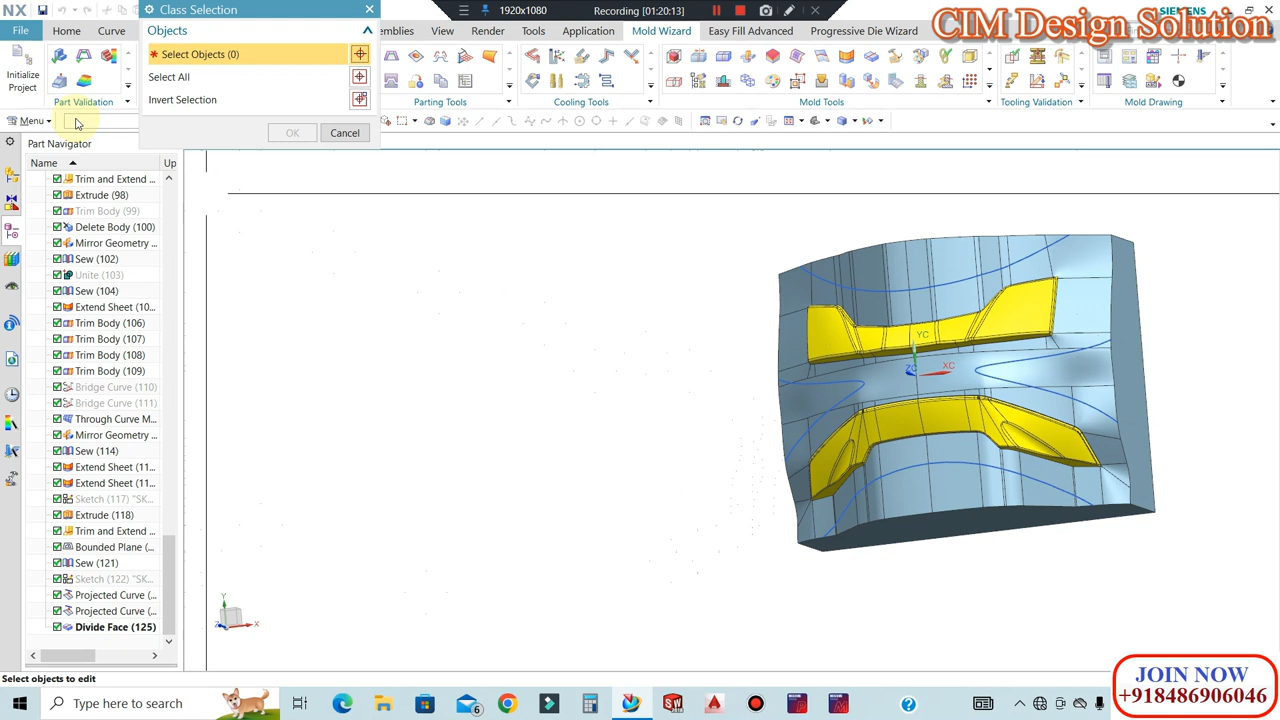 NX
Class Selection
1920x1080
Recording [01:20:13]
SIEMENS
CIM Design Solution
File
Home
Curve
emblies
View
Render
Tools
Application
Mold Wizard
Easy Fill Advanced
Progressive Die Wizard
Objects
* Select Objects (0)
Select All
Invert Selection
OK
Cancel
Initialize
Project
Part Validation
Parting Tools
Cooling Tools
Mold Tools
Tooling Validation
Mold Drawing
Menu
Part Navigator
Name
Up
Trim and Extend ...
Extrude (98)
Trim Body (99)
Delete Body (100)
Mirror Geometry ...
Sew (102)
Unite (103)
Sew (104)
Extend Sheet (10...
Trim Body (106)
Trim Body (107)
Trim Body (108)
Trim Body (109)
Bridge Curve (110)
Bridge Curve (111)
Through Curve M...
Mirror Geometry ...
Sew (114)
Extend Sheet (11...
Extend Sheet (11...
Sketch (117) "SK...
Extrude (118)
Trim and Extend ...
Bounded Plane (...
Sew (121)
Sketch (122) "SK...
Projected Curve (...
Projected Curve (...
Divide Face (125)
YC
XC
ZC
Y
Z
X
Select objects to edit
JOIN NOW
+918486906046
Type here to search
6